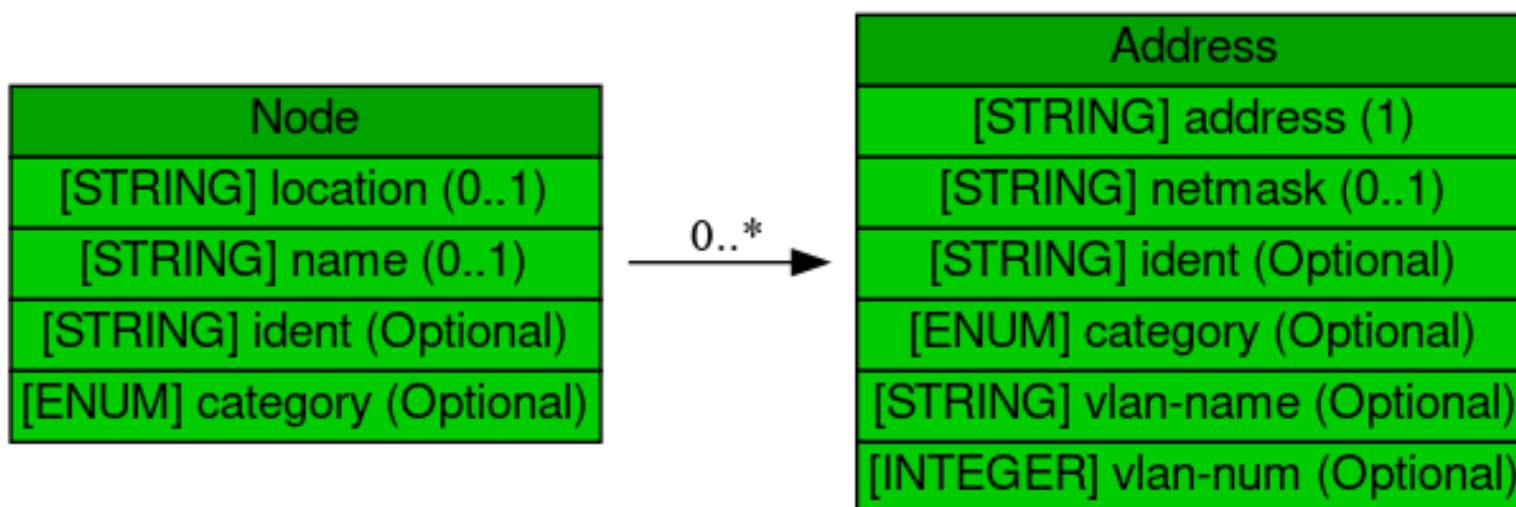 Node
[STRING] location (0..1)
[STRING] name (0..1)
[STRING] ident (Optional)
[ENUM] category (Optional)
0..*
Address
[STRING] address (1)
[STRING] netmask (0..1)
[STRING] ident (Optional)
[ENUM] category (Optional)
[STRING] vlan-name (Optional)
[INTEGER] vlan-num (Optional)